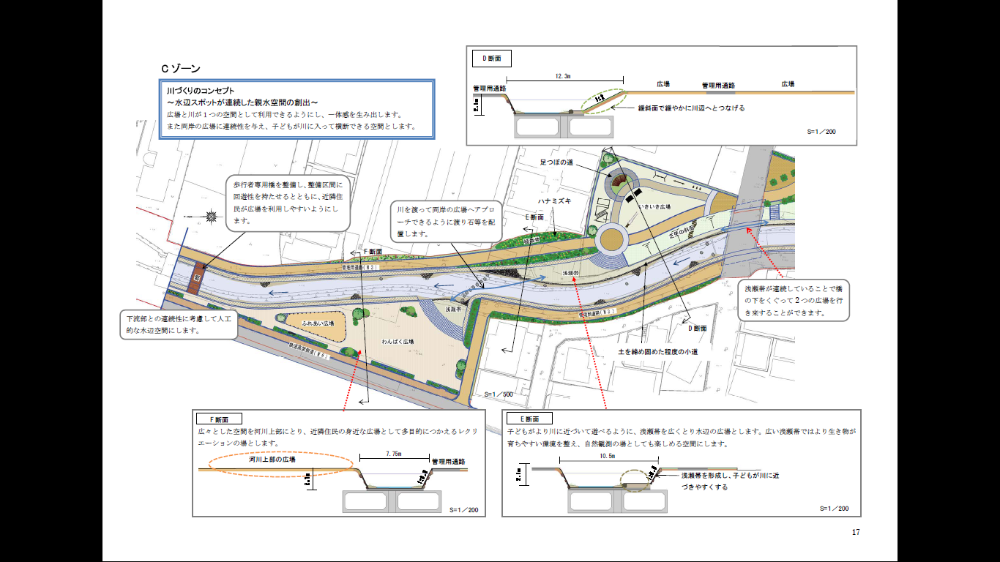 Cゾーン
川づくりのコンセプト
～水辺スポットが連続した親水空間の創出～
広場と川が1つの空間として利用できるようにし、一体感を生み出します。
また両岸の広場に連続性を与え、子どもが川に入って横断できる空間とします。
D断面
12.3m
管理用通路
広場
管理用通路
広場
2.1m
1:2
緩斜面で緩やかに川辺へとつなげる
S=1／200
歩行者専用橋を整備し、整備区間に
回遊性を持たせるとともに、近隣住
民が広場を利用しやすいようにし
ます。
川を渡って両岸の広場へアプロ
ーチできるように渡り石等を配
置します。
足つぼの道
ハナミズキ
E断面
F断面
いきいき広場
芝生の斜面
管理用通路(W3)
浅瀬帯
浅瀬帯
管理用通路(W3)
浅瀬帯が連続していることで橋
の下をくぐって2つの広場を行
き来することができます。
下流部との連続性に考慮して人工
的な水辺空間にします。
ふれあい広場
わんぱく広場
D断面
土を締め固めた程度の小道
S=1／500
F断面
広々とした空間を河川上部にとり、近隣住民の身近な広場として多目的につかえるレクリ
エーションの場とします。
河川上部の広場
7.75m
管理用通路
S=1／200
E断面
子どもがより川に近づいて遊べるように、浅瀬帯を広くとり水辺の広場とします。広い浅瀬帯ではより生き物が
育ちやすい環境を整え、自然観測の場としても楽しめる空間にします。
10.5m
2.1m
浅瀬帯を形成し、子どもが川に近
づきやすくする
S=1／200
17